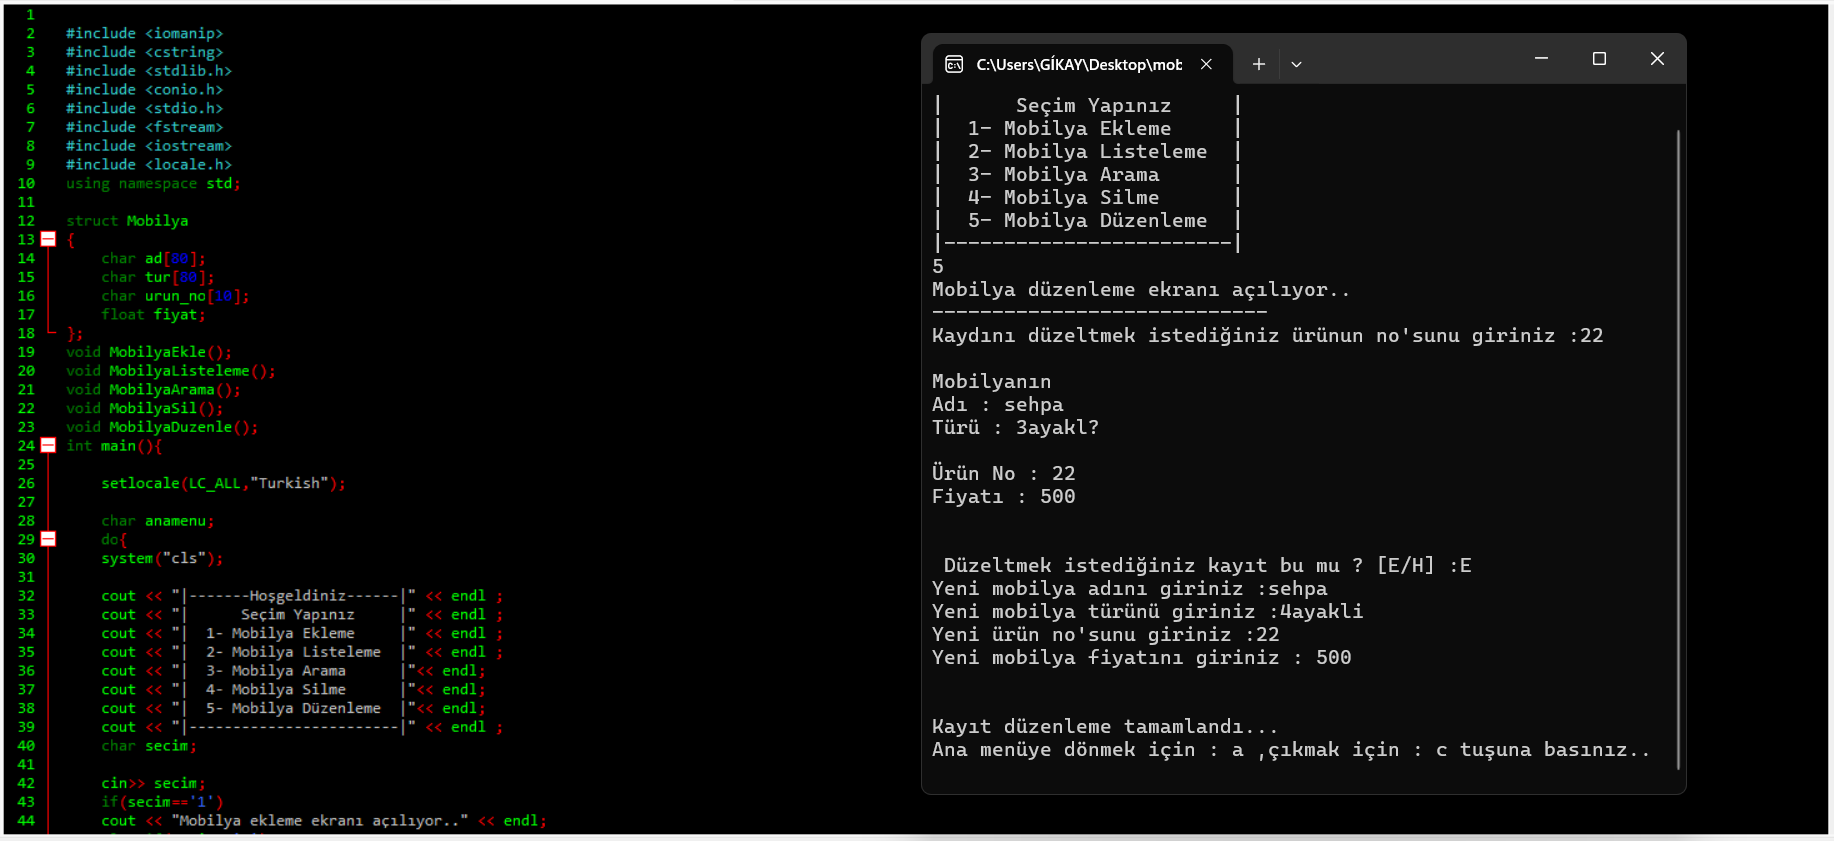 1
2 #include <iomanip>
3 #include <cstring>
4 #include <stdlib.h>
5 #include <conio.h>
6 #include <stdio.h>
7 #include <fstream>
8 #include <iostream>
9 #include <locale.h>
10 using namespace std;
11
12 struct Mobilya
13 {
14 char ad[80];
15 char tur[80];
16 char urun_no[10];
17 float fiyat;
18 };
19 void MobilyaEkle();
20 void MobilyaListeleme();
21 void MobilyaArama();
22 void MobilyaSil();
23 void MobilyaDuzenle();
24 int main(){
25
26 setlocale(LC_ALL,"Turkish");
27
28 char anamenu;
29 do{
30 system("cls");
31
32 cout << "|-------Hoşgeldiniz------|" << endl ;
33 cout << "|      Seçim Yapınız     |" << endl ;
34 cout << "|  1- Mobilya Ekleme     |" << endl ;
35 cout << "|  2- Mobilya Listeleme  |" << endl ;
36 cout << "|  3- Mobilya Arama      |"<< endl;
37 cout << "|  4- Mobilya Silme      |"<< endl;
38 cout << "|  5- Mobilya Düzenleme  |"<< endl;
39 cout << "|------------------------|" << endl ;
40 char secim;
41
42 cin>> secim;
43 if(secim=='1')
44 cout << "Mobilya ekleme ekranı açılıyor.." << endl;
C:\Users\GİKAY\Desktop\mob
|      Seçim Yapınız     |
|  1- Mobilya Ekleme     |
|  2- Mobilya Listeleme  |
|  3- Mobilya Arama      |
|  4- Mobilya Silme      |
|  5- Mobilya Düzenleme  |
|------------------------|
5
Mobilya düzenleme ekranı açılıyor..
----------------------------
Kaydını düzeltmek istediğiniz ürünun no'sunu giriniz :22
Mobilyanın
Adı : sehpa
Türü : 3ayakl?
Ürün No : 22
Fiyatı : 500
Düzeltmek istediğiniz kayıt bu mu ? [E/H] :E
Yeni mobilya adını giriniz :sehpa
Yeni mobilya türünü giriniz :4ayakli
Yeni ürün no'sunu giriniz :22
Yeni mobilya fiyatını giriniz : 500
Kayıt düzenleme tamamlandı...
Ana menüye dönmek için : a ,çıkmak için : c tuşuna basınız..